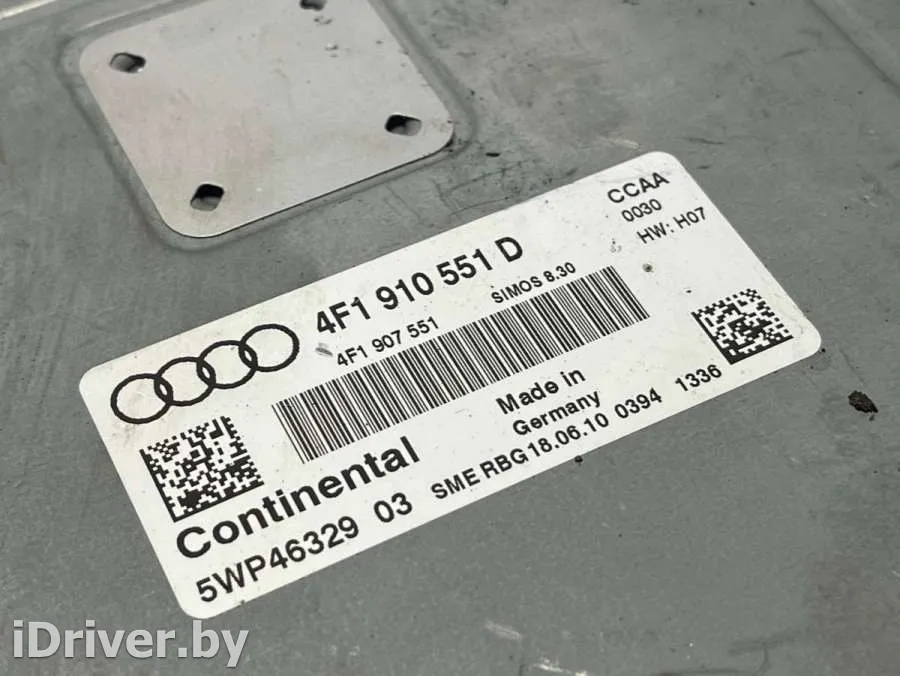 CCAA
0030
HW: H07
4F1 910 551 D
4F1 907 551 SIMOS 8.30
Made in
Germany
Continental SME RBG 18.06.10 0394 1336
5WP46329 03
iDriver.by